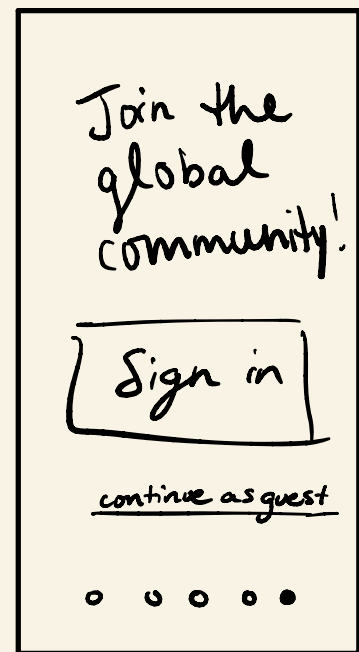 Join the
global
community!
Sign in
continue as guest